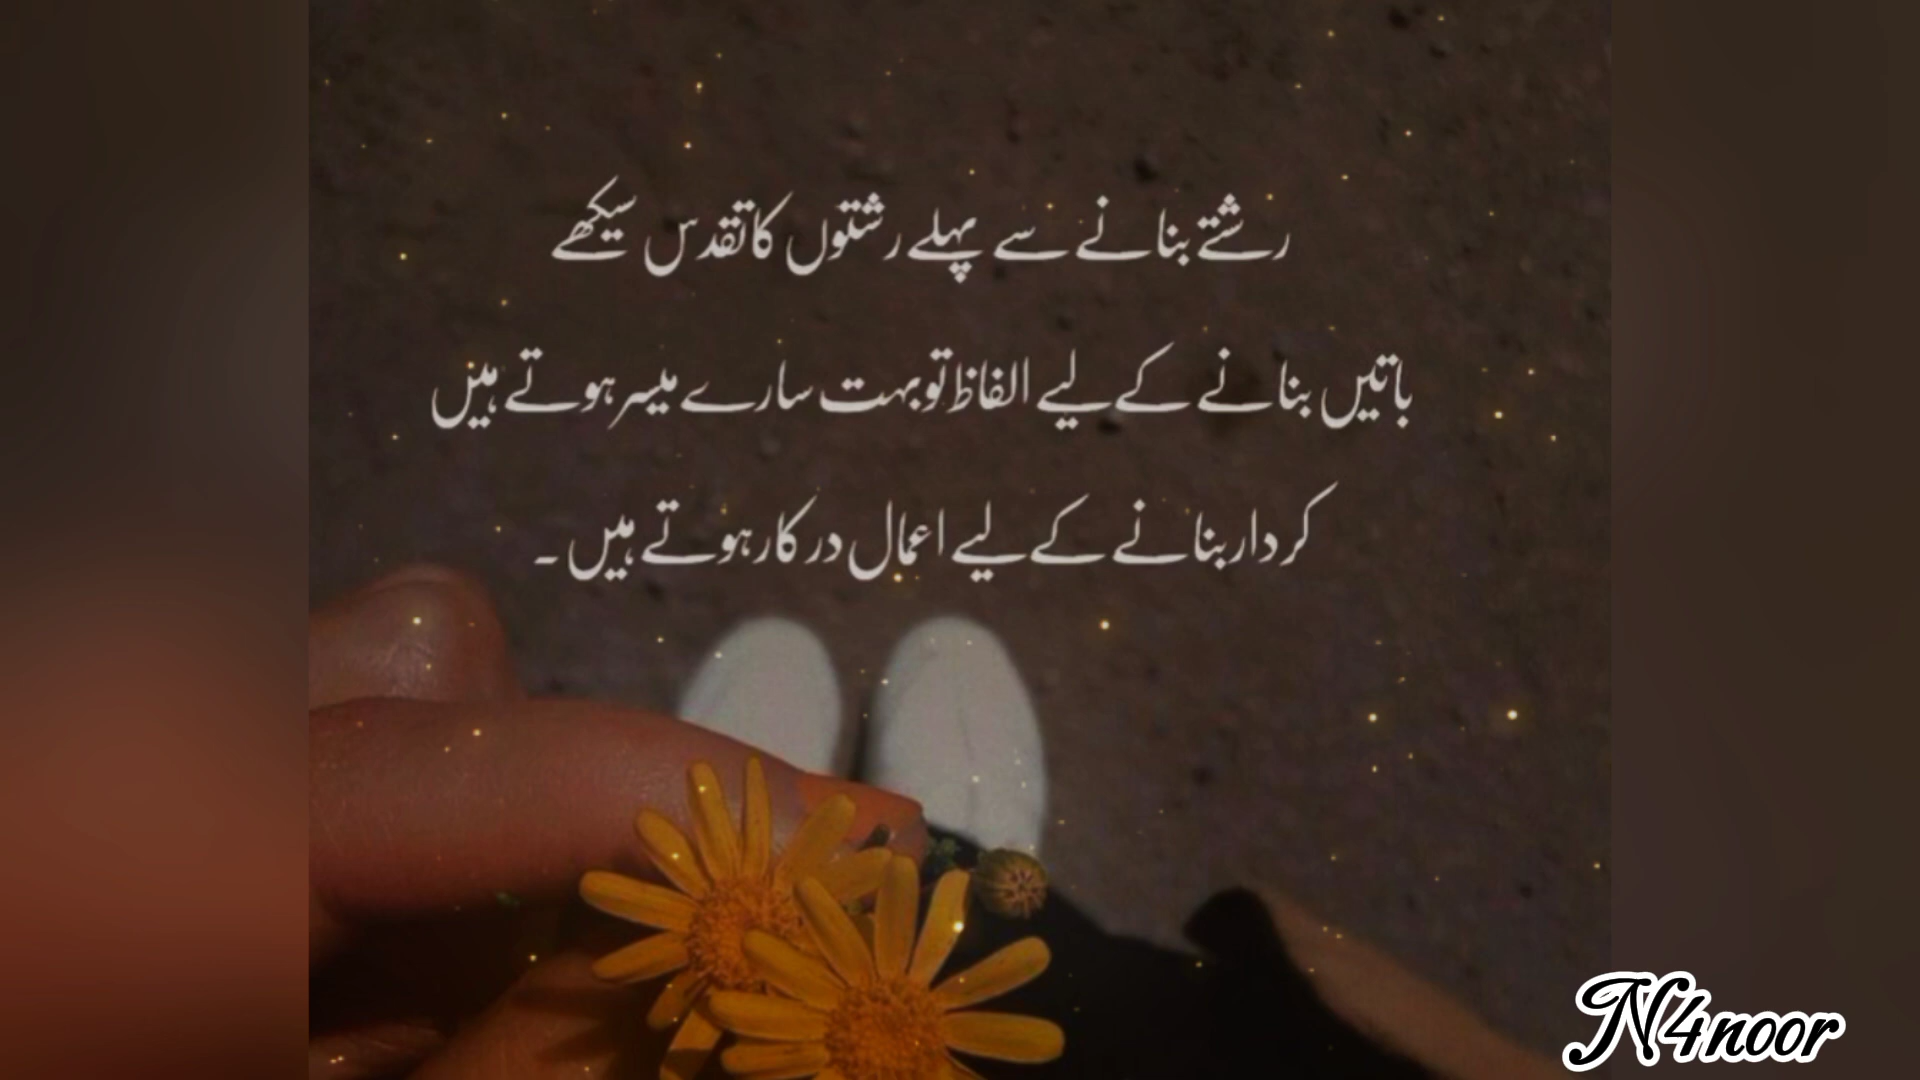 رشتے بنانے سے پہلے رشتوں کا تقدس سیکھے
باتیں بنانے کے لیے الفاظ تو بہت سارے میسر ہوتے ہیں
کردار بنانے کے لیے اعمال درکار ہوتے ہیں۔
N4noor